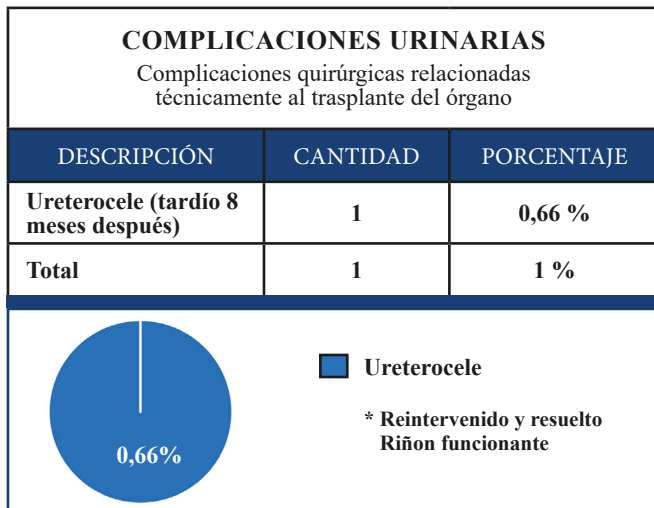 COMPLICACIONES URINARIAS
Complicaciones quirúrgicas relacionadas
técnicamente al trasplante del órgano
DESCRIPCIÓN CANTIDAD PORCENTAJE
Ureterocele (tardío 8
meses después) 1 0,66 %
Total 1 1 %
Ureterocele
* Reintervenido y resuelto
Riñon funcionante
0,66%